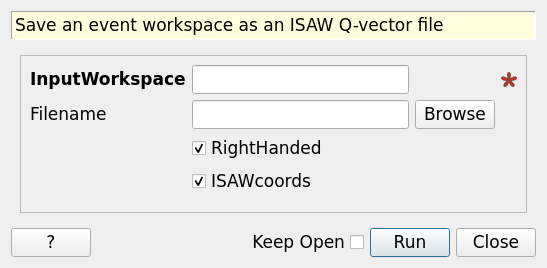 Save an event workspace as an ISAW Q-vector file
InputWorkspace
Filename Browse
RightHanded
ISAWcoords
? Keep Open Run Close